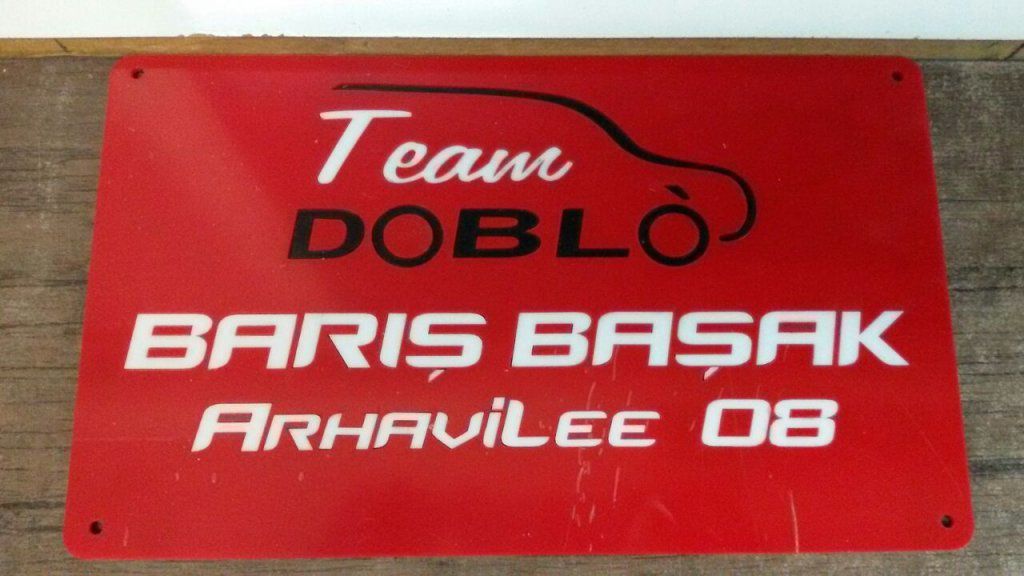 Team
DOBLÒ
BARIŞ BAŞAK
ARHAViLEE 08